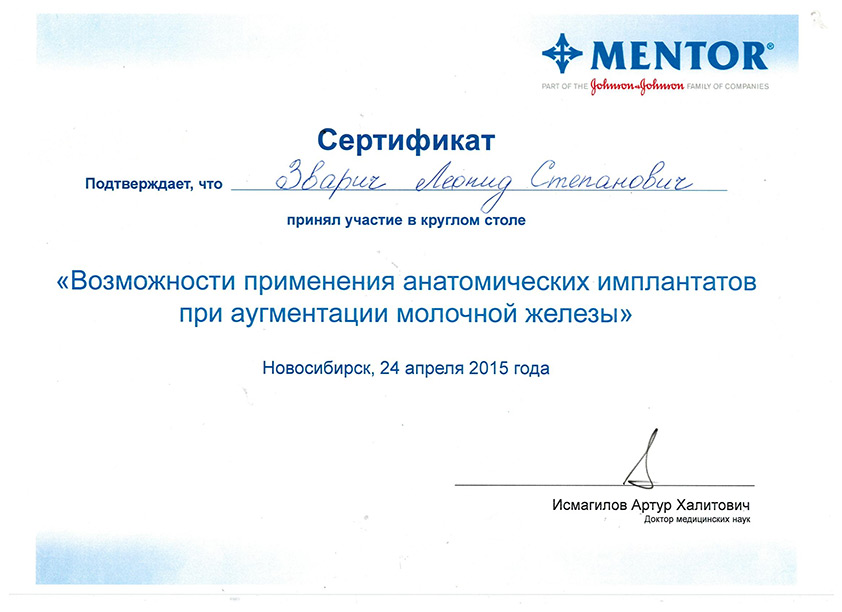 MENTOR®
PART OF THE Johnson&Johnson FAMILY OF COMPANIES
Сертификат
Подтверждает, что Зварич Леонид Степанович
принял участие в круглом столе
«Возможности применения анатомических имплантатов
при аугментации молочной железы»
Новосибирск, 24 апреля 2015 года
Исмагилов Артур Халитович
Доктор медицинских наук